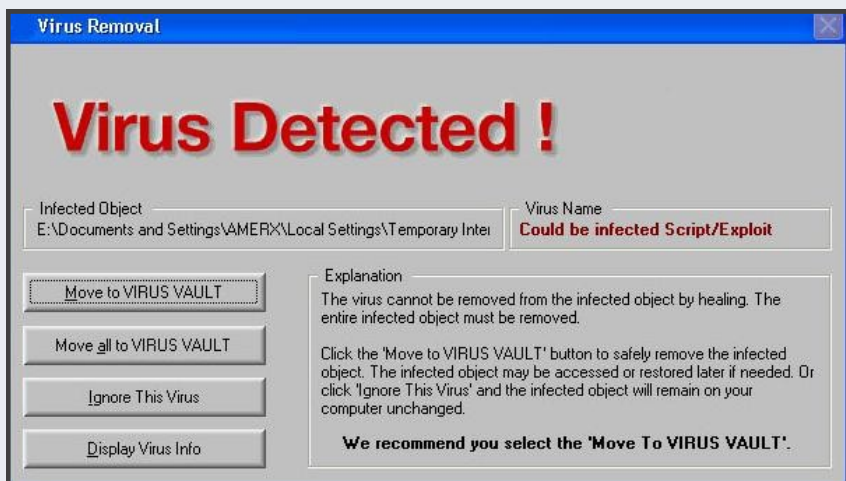 Virus Removal
Virus Detected !
Infected Object
E:\Documents and Settings\AMERX\Local Settings\Temporary Inter
Virus Name
Could be infected Script/Exploit
Move to VIRUS VAULT
Move all to VIRUS VAULT
Ignore This Virus
Display Virus Info
Explanation
The virus cannot be removed from the infected object by healing. The
entire infected object must be removed.
Click the 'Move to VIRUS VAULT' button to safely remove the infected
object. The infected object may be accessed or restored later if needed. Or
click 'Ignore This Virus' and the infected object will remain on your
computer unchanged.
We recommend you select the 'Move To VIRUS VAULT'.